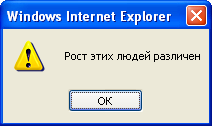 Windows Internet Explorer
Рост этих людей различен
OK